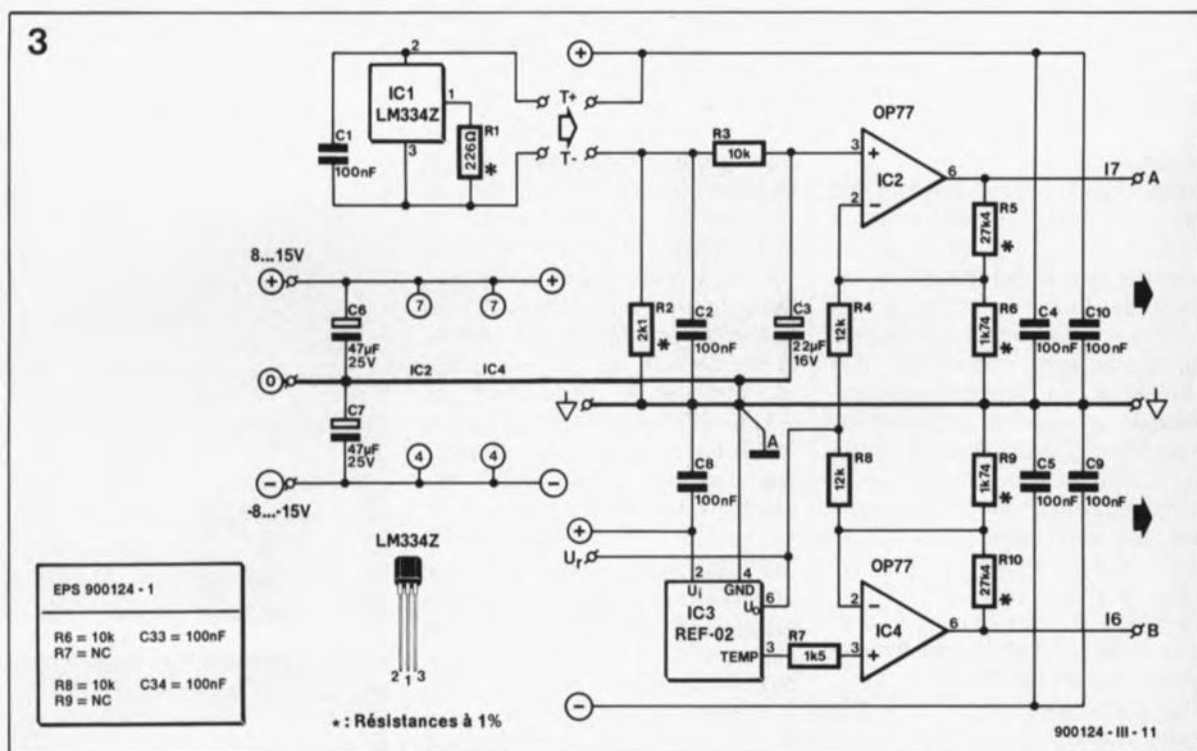 3
2
IC1
LM334Z
1
3
C1
100nF
R1
226Ω
*
T+
T-
+
R3
10k
OP77
3
+
IC2
2
−
6
I7
A
R5
27k4
*
8...15V
+
7
7
+
C6
47µF
25V
IC2
IC4
0
C7
47µF
25V
4
4
−
−
-8...-15V
R2
2k1
*
C2
100nF
C3
22µF
16V
R4
12k
R6
1k74
*
C4
100nF
C10
100nF
A
C8
100nF
R8
12k
R9
1k74
*
C5
100nF
C9
100nF
+
Ur
2
4
Ui
GND
Uo
6
IC3
REF-02
TEMP
3
R7
1k5
OP77
2
−
IC4
3
+
6
R10
27k4
*
I6
B
−
LM334Z
2 1 3
EPS 900124 - 1
R6 = 10k C33 = 100nF
R7 = NC
R8 = 10k C34 = 100nF
R9 = NC
* : Résistances à 1%
900124 - III - 11